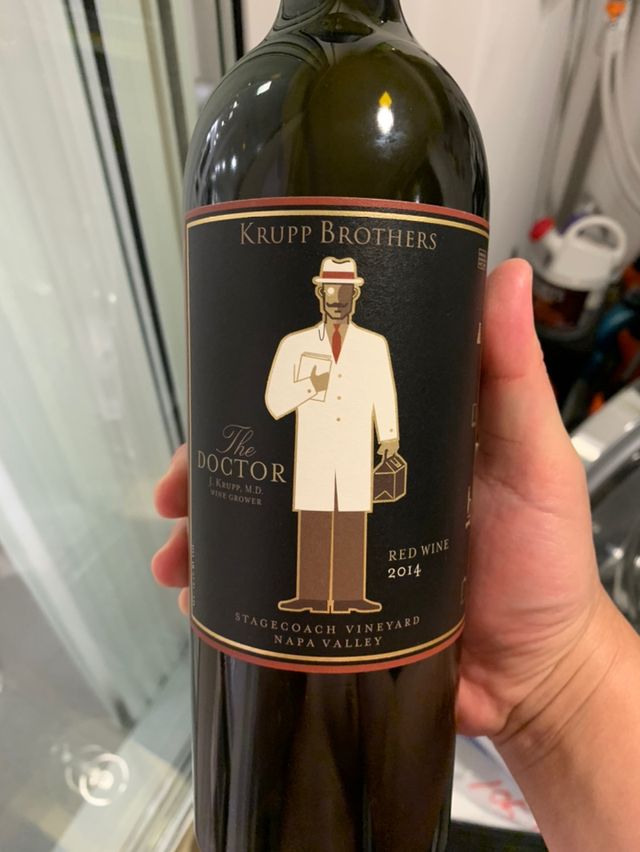 KRUPP BROTHERS
The
DOCTOR
J. KRUPP, M.D.
WINE GROWER
RED WINE
2014
STAGECOACH VINEYARD
NAPA VALLEY